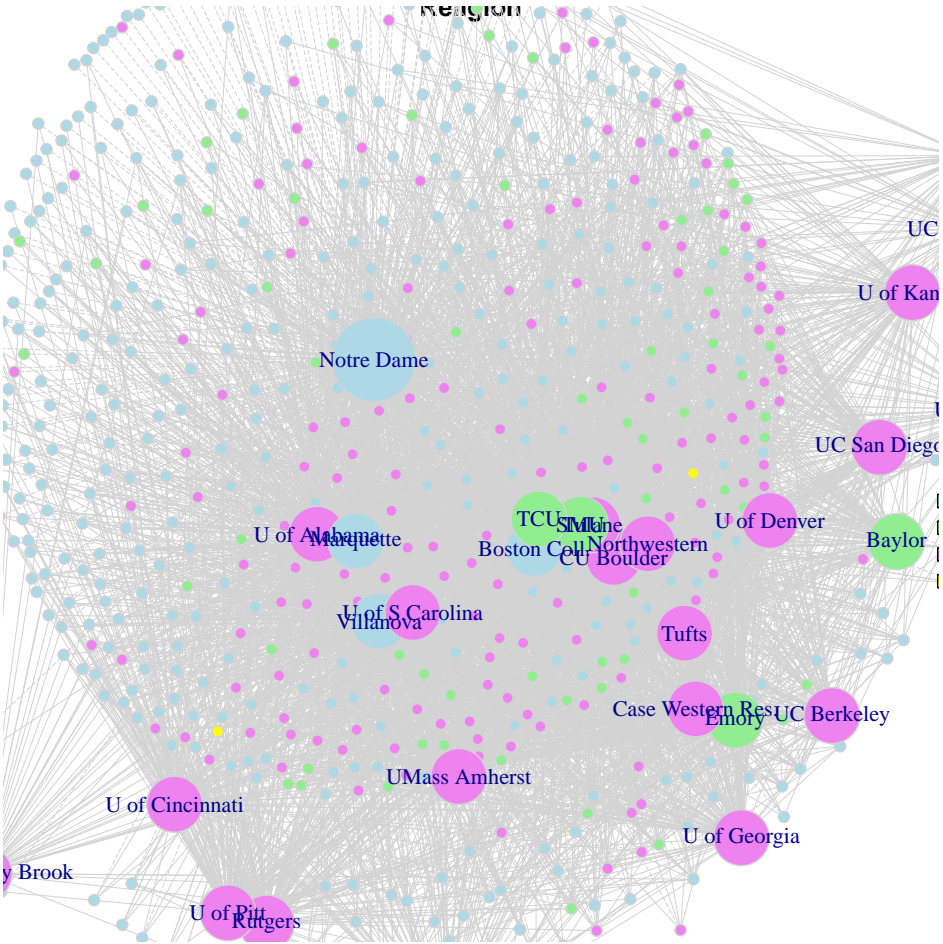 Religion
UC
U of Kan
Notre Dame
UC San Diego
TCU
SMU
Tulane
U of Denver
U of Alabama
Marquette
Baylor
Boston Coll.
Northwestern
CU Boulder
U of S Carolina
Villanova
Tufts
Case Western Res.
Emory
UC Berkeley
UMass Amherst
U of Cincinnati
U of Georgia
y Brook
U of Pitt
Rutgers